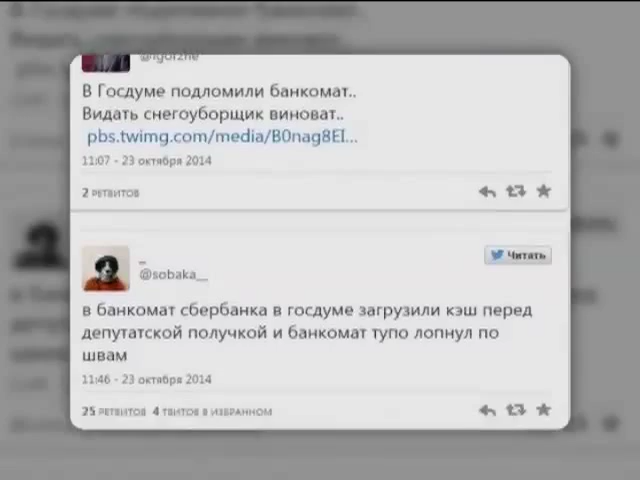 @igorzhe
В Госдуме подломили банкомат..
Видать снегоуборщик виноват..
pbs.twimg.com/media/B0nag8EI...
11:07 - 23 октября 2014
2 РЕТВИТОВ
_
Читать
@sobaka__
в банкомат сбербанка в госдуме загрузили кэш перед
депутатской получкой и банкомат тупо лопнул по
швам
11:46 - 23 октября 2014
25 РЕТВИТОВ 4 ТВИТОВ В ИЗБРАННОМ